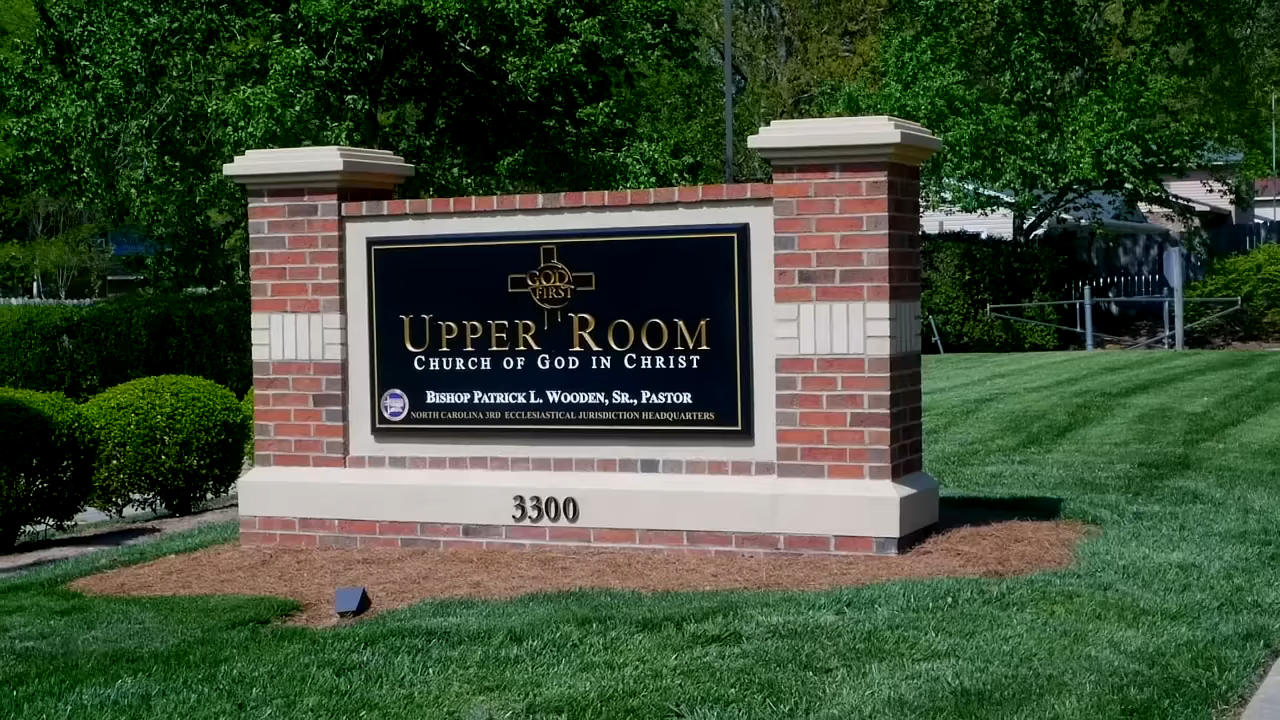 GOD
FIRST
UPPER ROOM
CHURCH OF GOD IN CHRIST
BISHOP PATRICK L. WOODEN, SR., PASTOR
NORTH CAROLINA 3RD ECCLESIASTICAL JURISDICTION HEADQUARTERS
3300